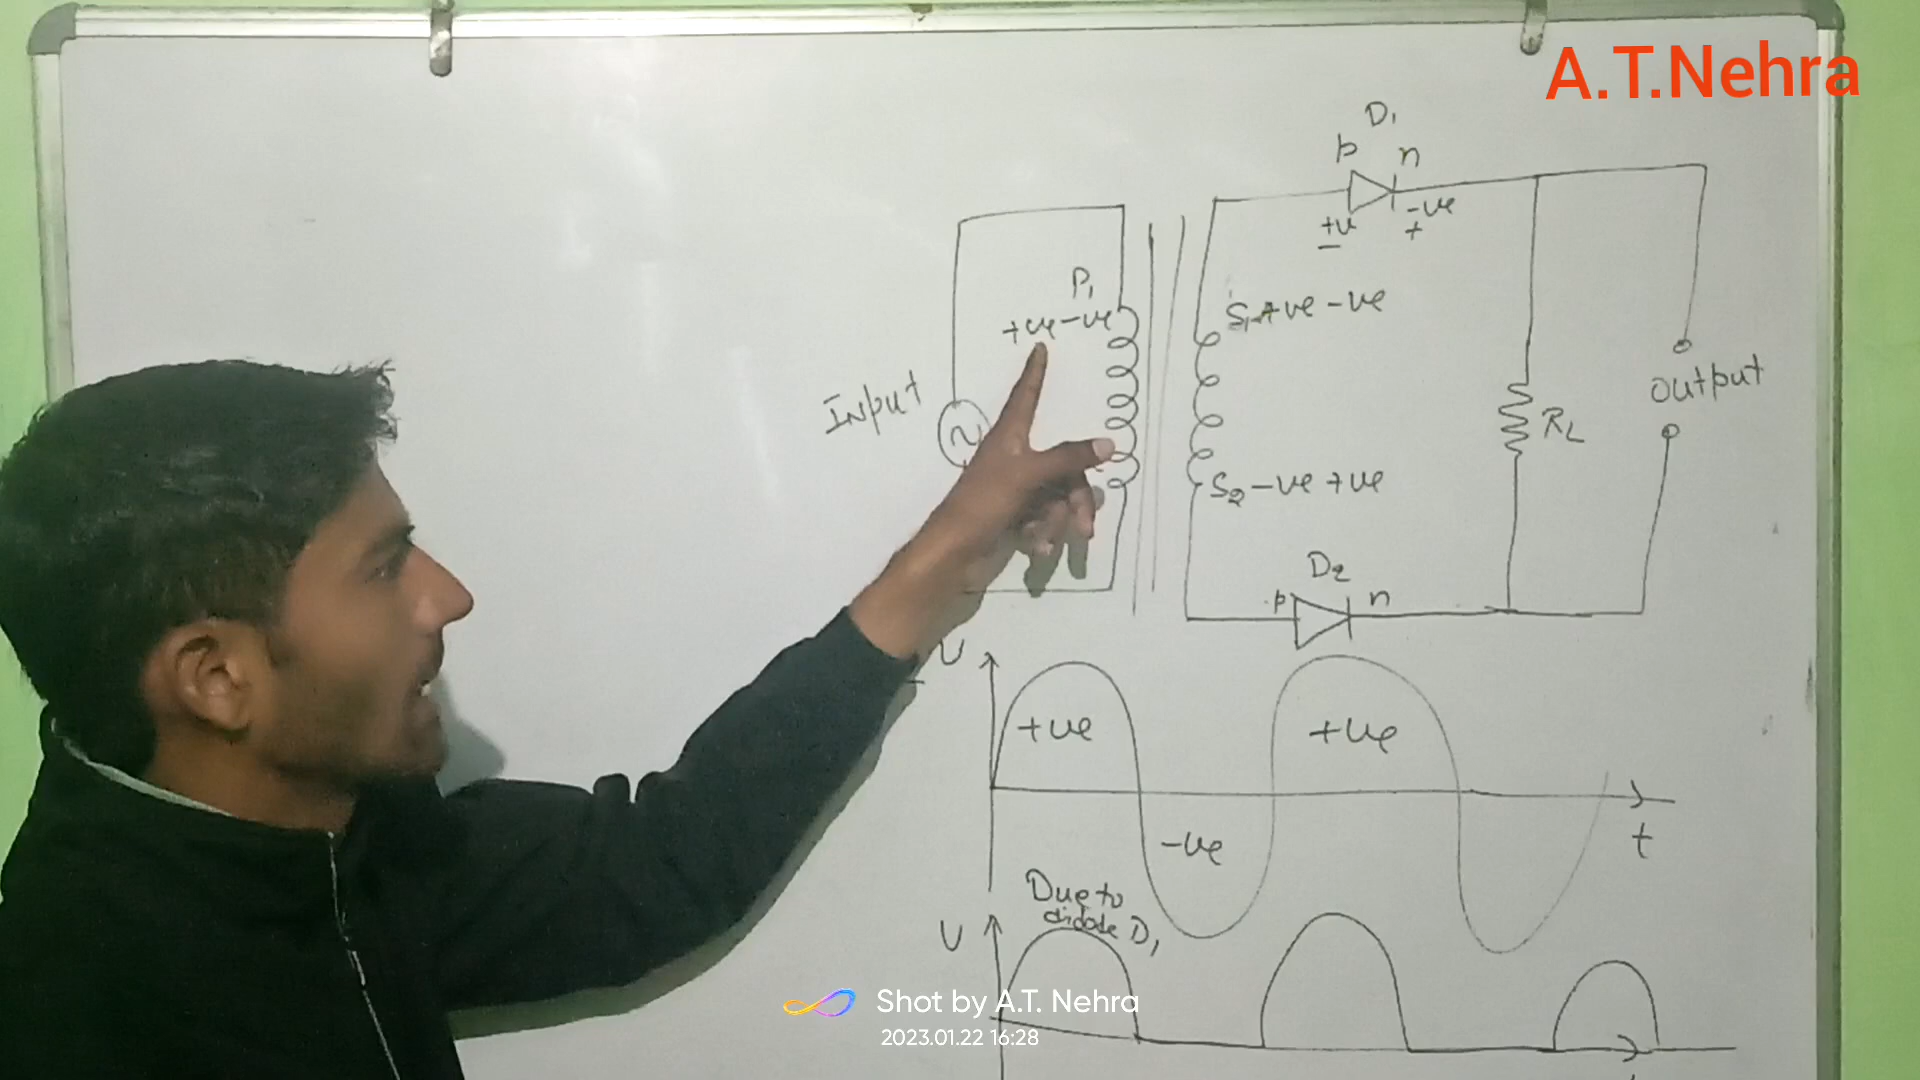 A.T.Nehra
D1
p n
+ve -ve
- +
P1
+ve -ve
S1 +ve -ve
Input
~
output
RL
S2 -ve +ve
D2
p n
V
+ve +ve
-ve
t
Due to
didode D1
V
Shot by A.T. Nehra
2023.01.22 16:28